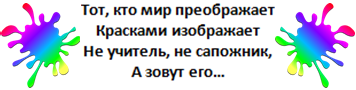 Тот, кто мир преображает
Красками изображает
Не учитель, не сапожник,
А зовут его…